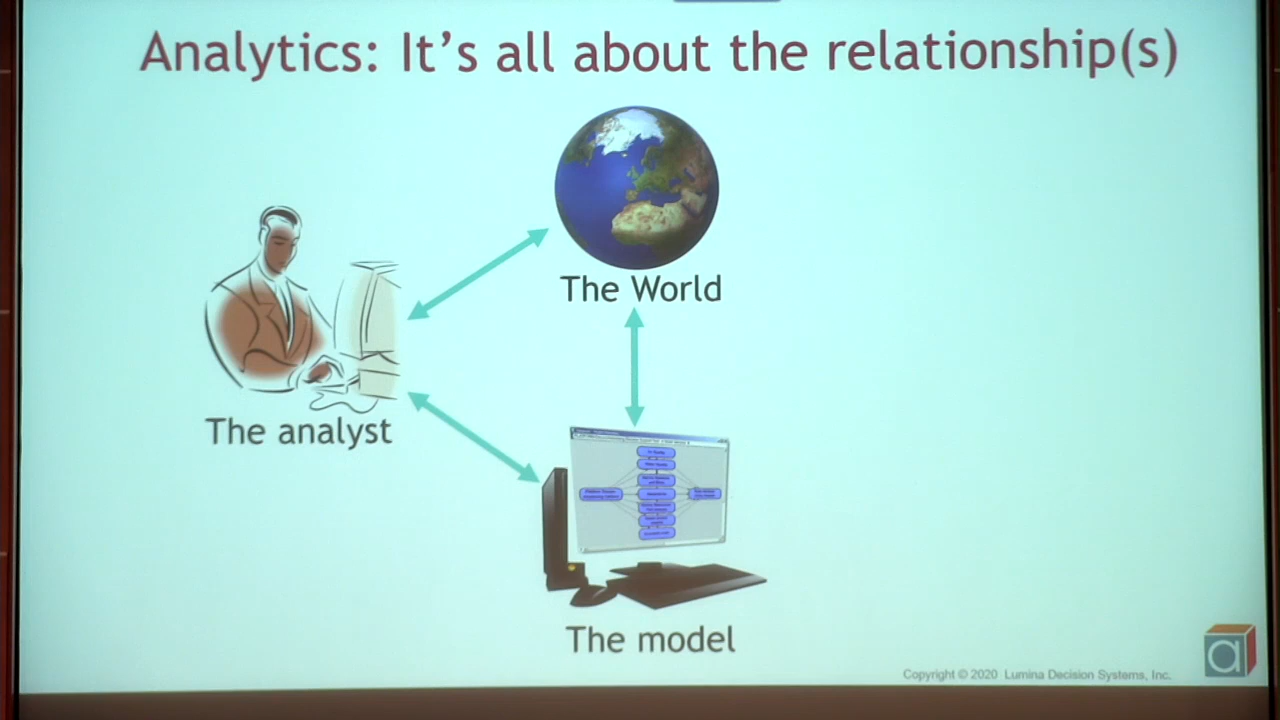 Analytics: It's all about the relationship(s)
The World
The analyst
The model
Copyright © 2020 Lumina Decision Systems, Inc.
a